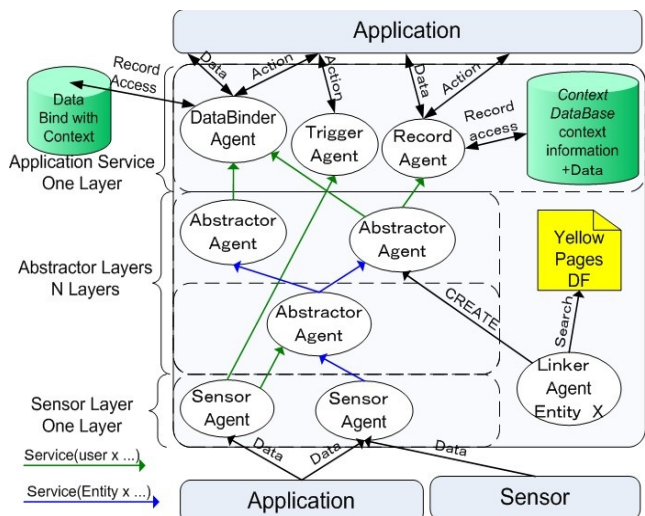 Application
Data
Action
Action
Data
Action
Record
Access
Data
Bind with
Context
DataBinder
Agent
Trigger
Agent
Record
Agent
Record
access
Context
DataBase
context
information
+Data
Application Service
One Layer
Abstractor
Agent
Abstractor
Agent
Yellow
Pages
DF
Abstractor Layers
N Layers
Abstractor
Agent
CREATE
Search
Linker
Agent
Entity X
Sensor Layer
One Layer
Sensor
Agent
Sensor
Agent
Service(user x ...)
Data
Data
Data
Service(Entity x ...)
Application
Sensor